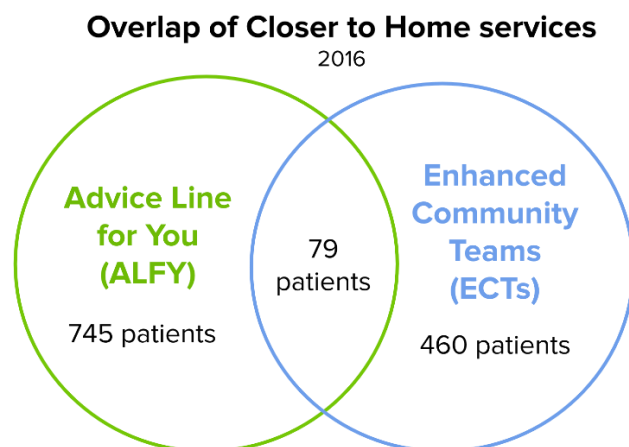 Overlap of Closer to Home services
2016
Advice Line
for You
(ALFY)
745 patients
79
patients
Enhanced
Community
Teams
(ECTs)
460 patients